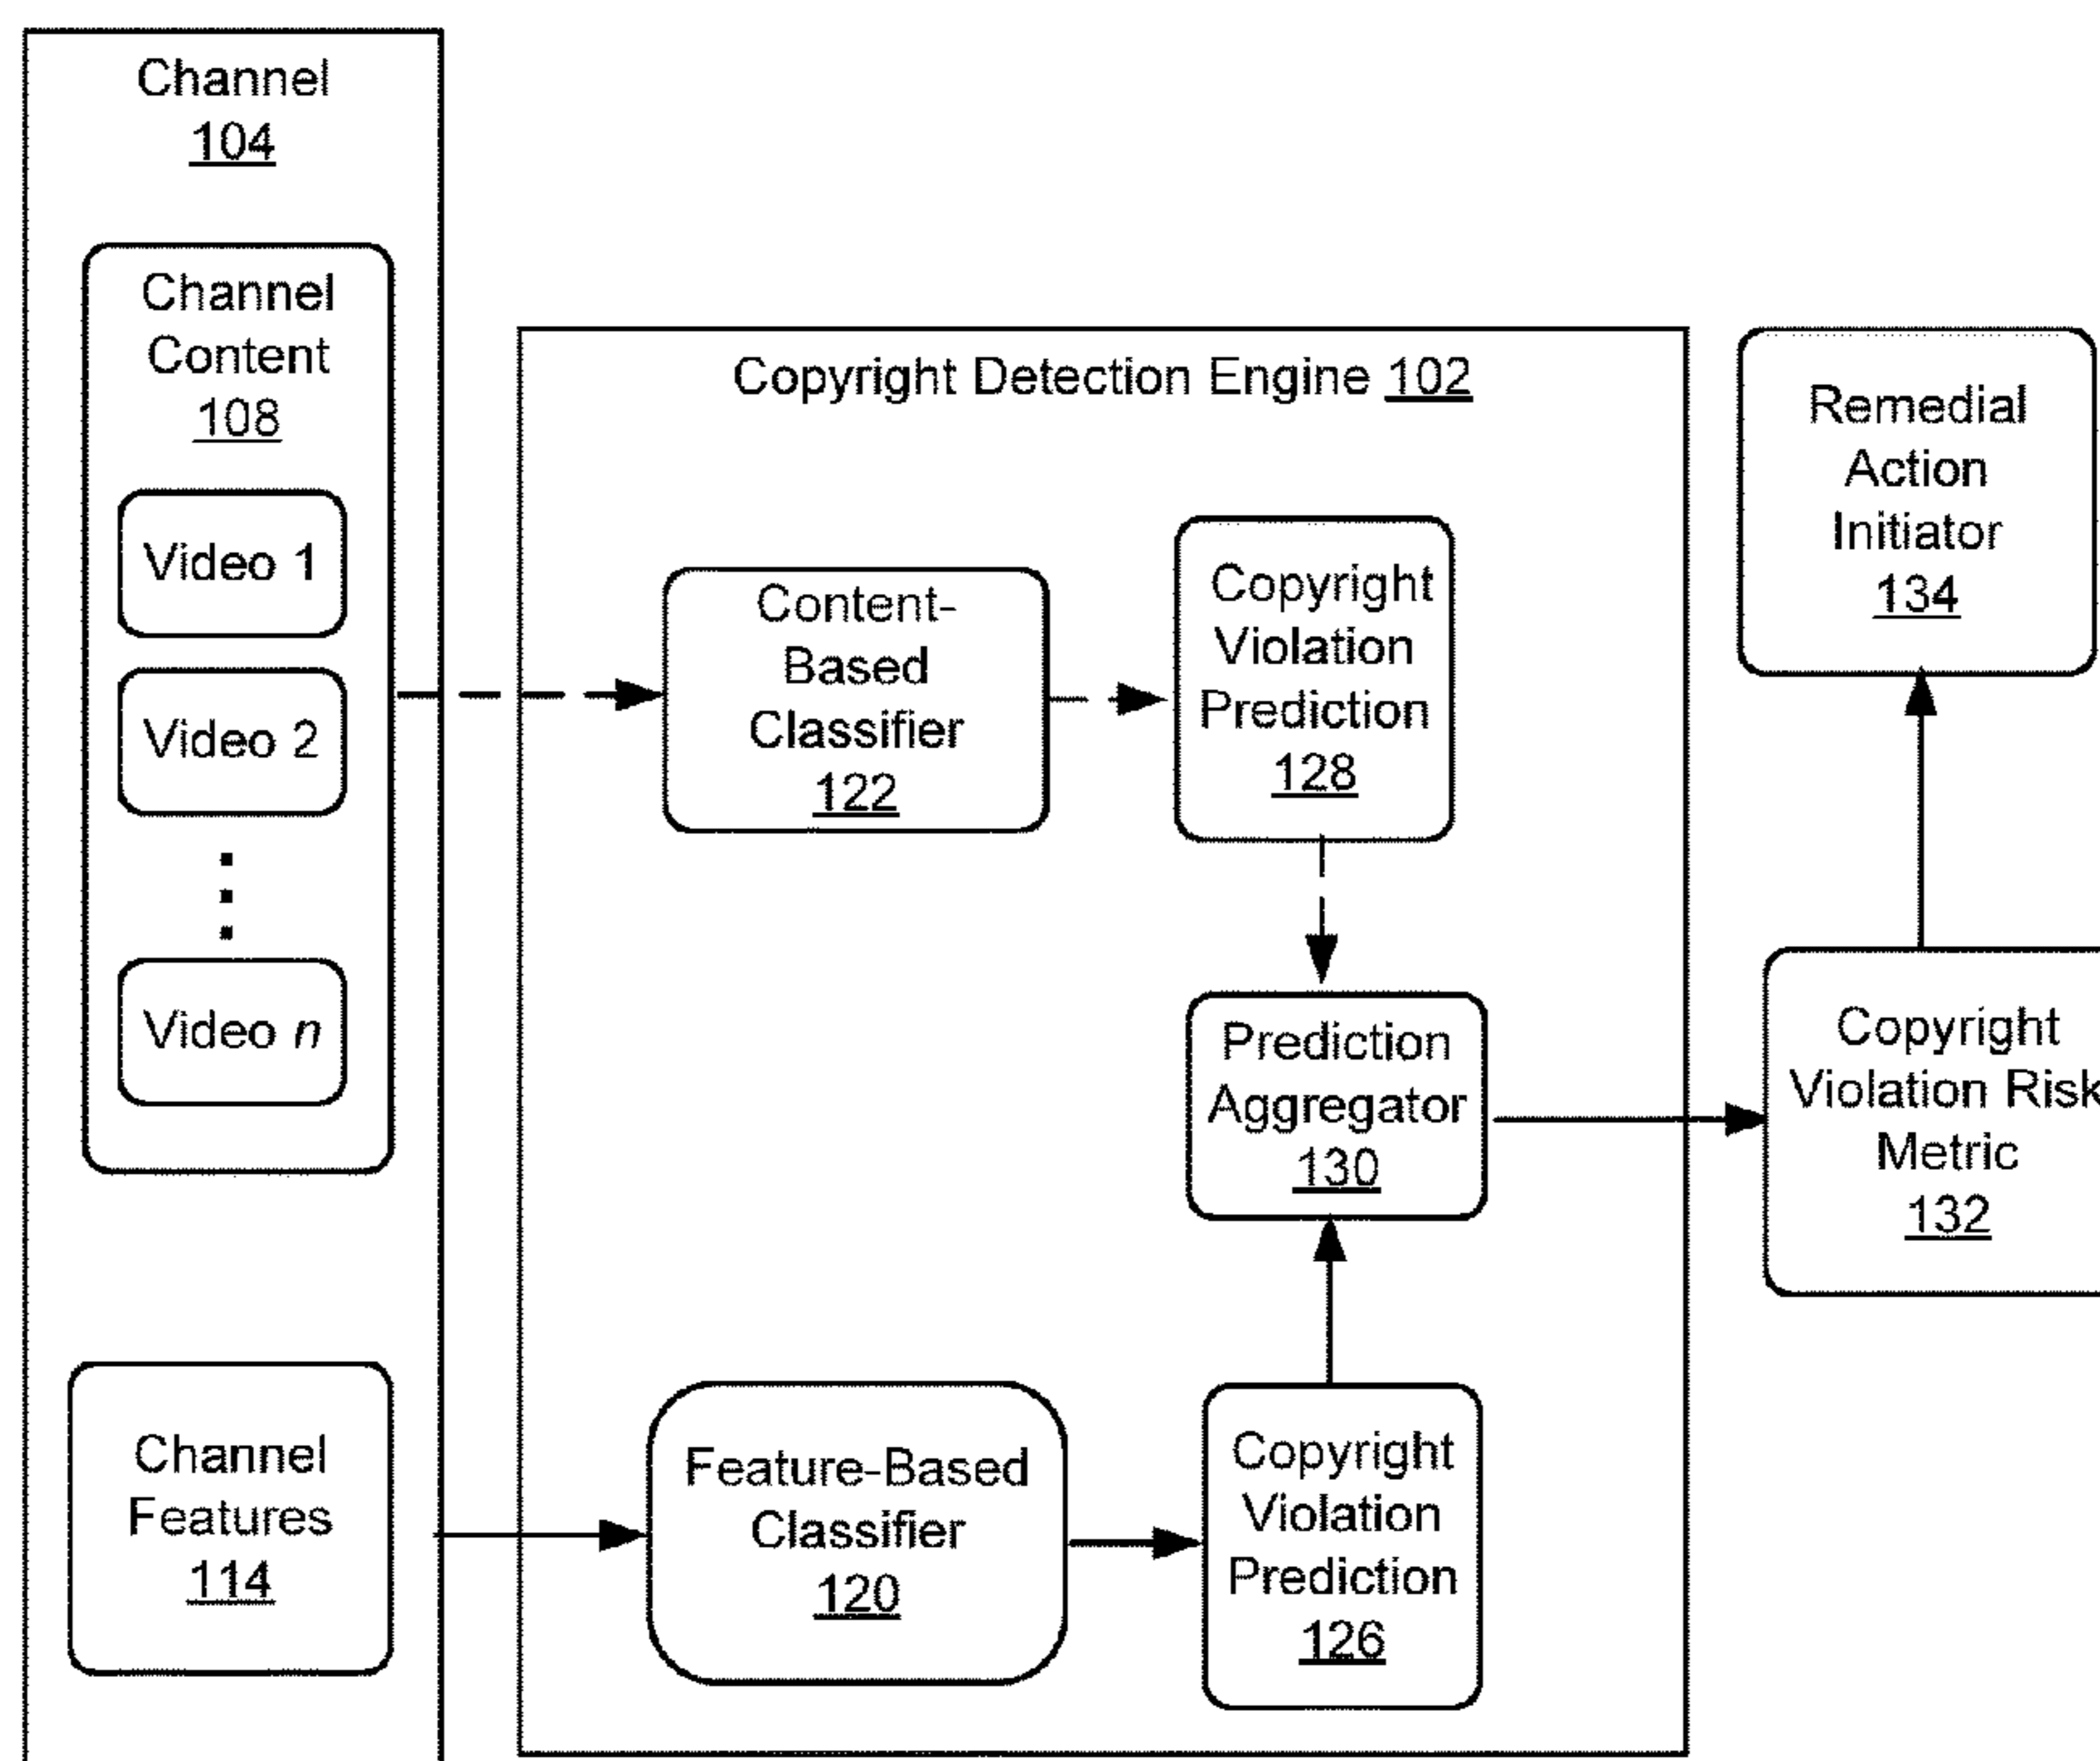 Channel
104
Channel
Content
108
Video 1
Video 2
Video n
Channel
Features
114
Copyright Detection Engine 102
Content-
Based
Classifier
122
Copyright
Violation
Prediction
128
Prediction
Aggregator
130
Feature-Based
Classifier
120
Copyright
Violation
Prediction
126
Remedial
Action
Initiator
134
Copyright
Violation Risk
Metric
132